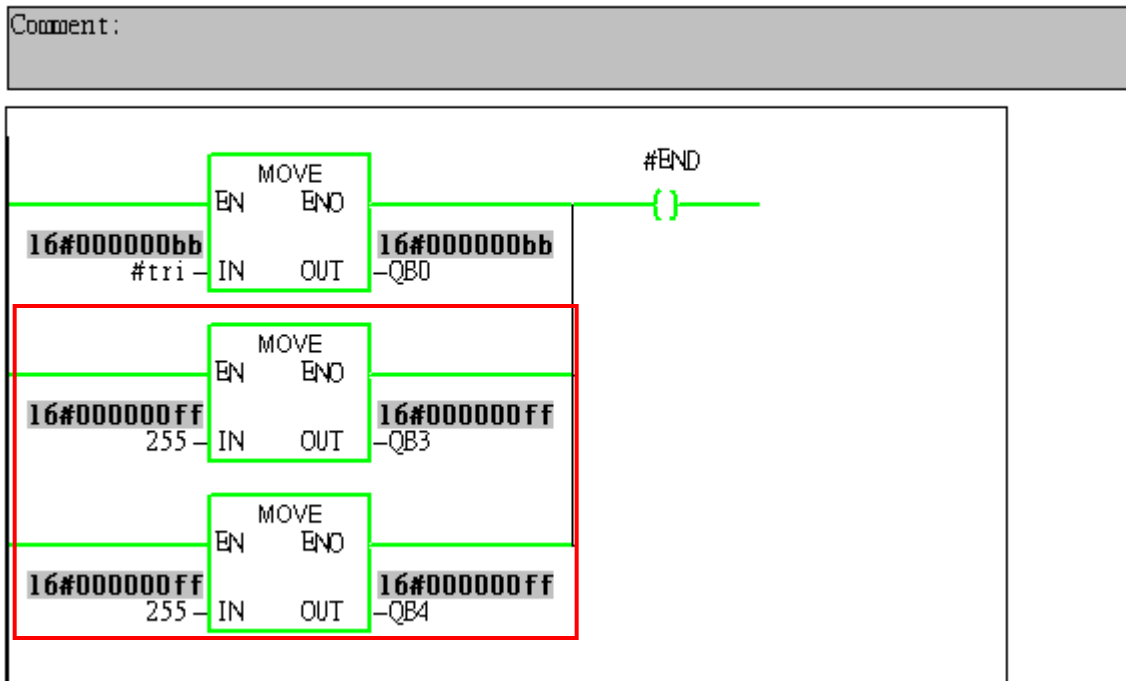 Comment:
#END
MOVE
EN ENO
16#000000bb 16#000000bb
#tri IN OUT QB0
MOVE
EN ENO
16#000000ff 16#000000ff
255 IN OUT QB3
MOVE
EN ENO
16#000000ff 16#000000ff
255 IN OUT QB4